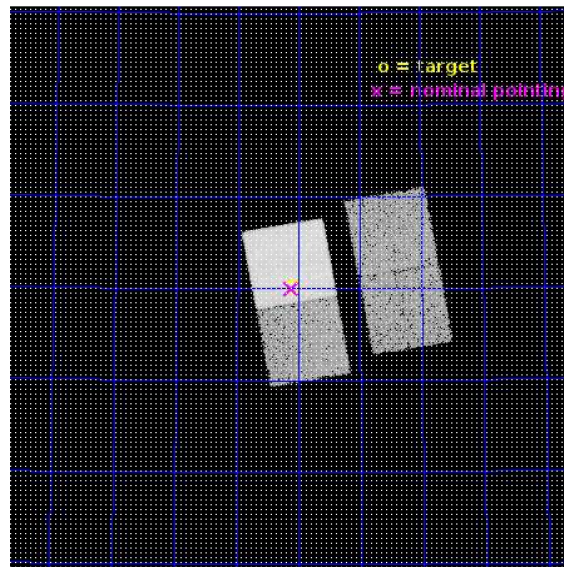 o = target
x = nominal pointing